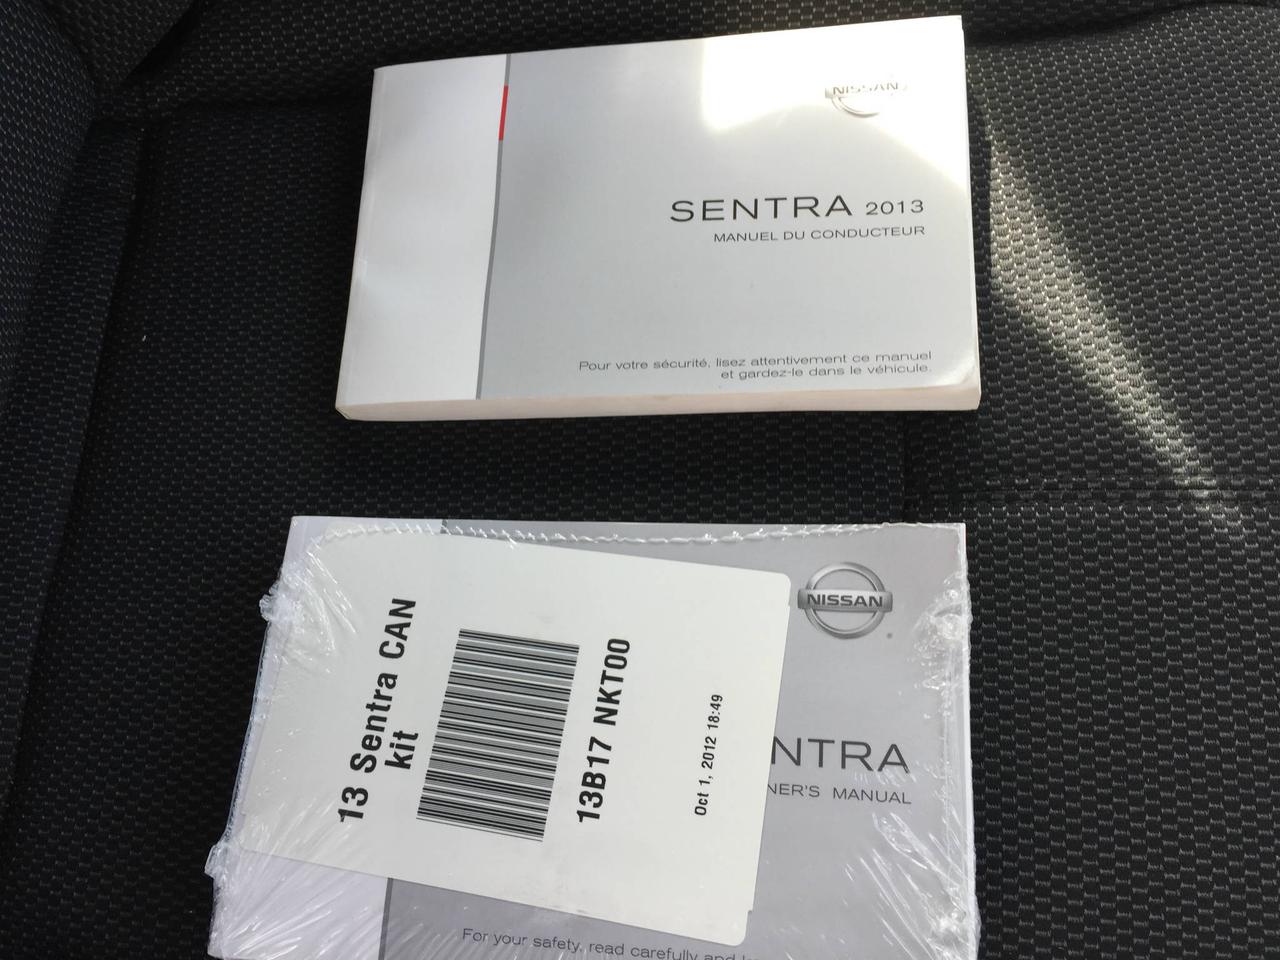 NISSAN
SENTRA 2013
MANUEL DU CONDUCTEUR
Pour votre sécurité, lisez attentivement ce manuel
et gardez-le dans le véhicule.
13 Sentra CAN
kit
13B17 NKT00
Oct 1, 2012 18:49
NISSAN
NTRA
NER'S MANUAL
For your safety, read carefully and